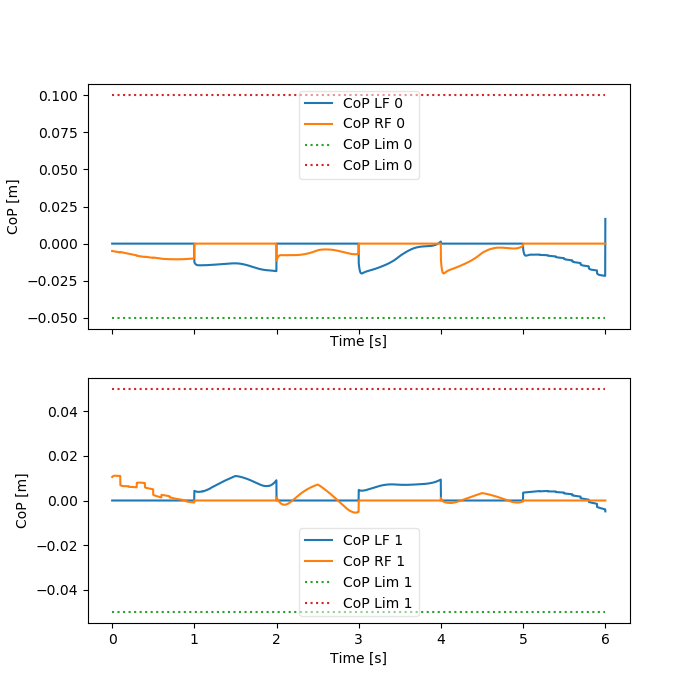 0.100
0.075
0.050
0.025
0.000
−0.025
−0.050
CoP [m]
CoP LF 0
CoP RF 0
CoP Lim 0
CoP Lim 0
Time [s]
0.04
0.02
0.00
−0.02
−0.04
CoP [m]
CoP LF 1
CoP RF 1
CoP Lim 1
CoP Lim 1
0 1 2 3 4 5 6
Time [s]